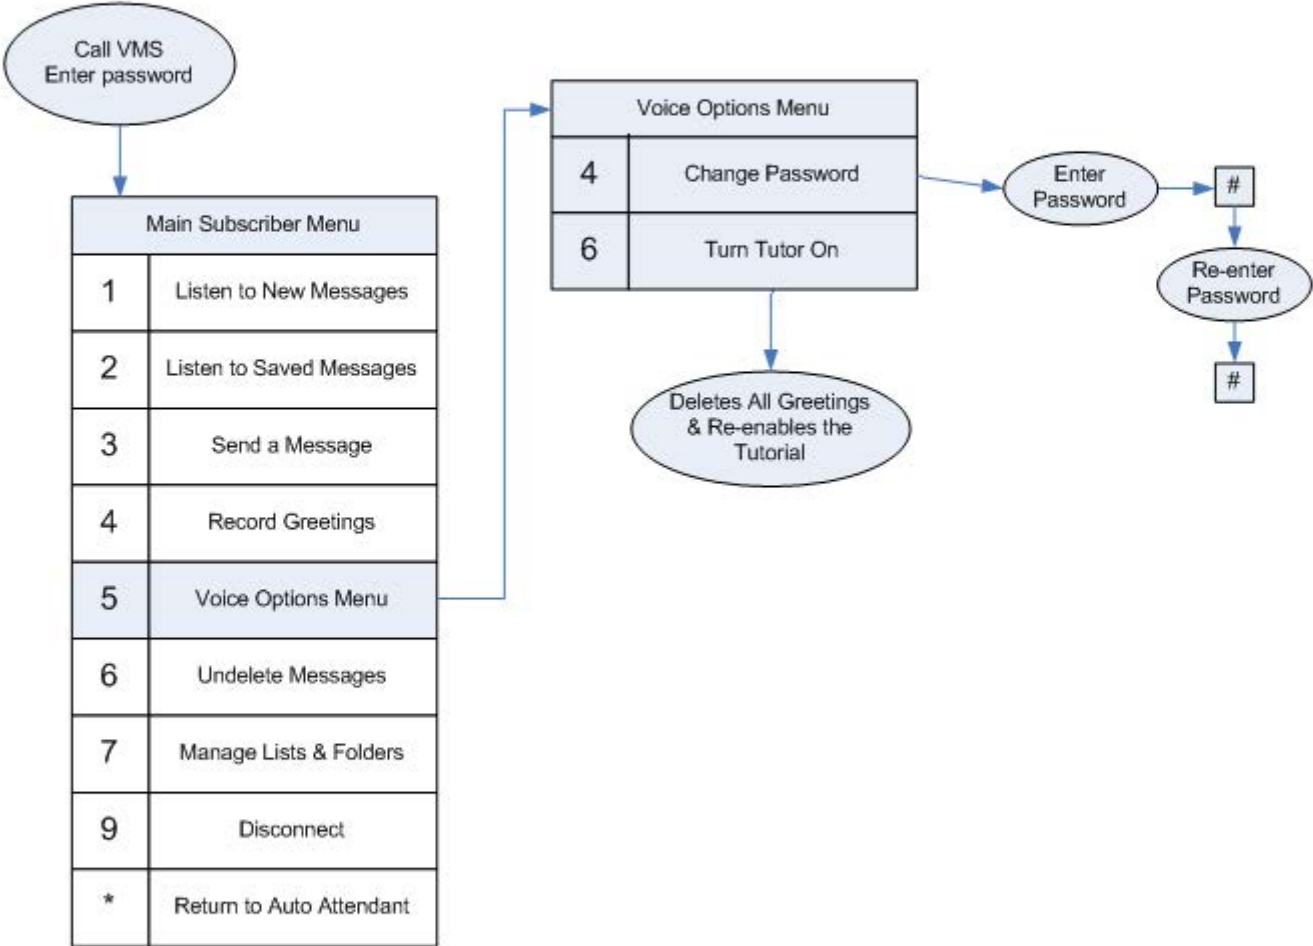 Call VMS
Enter password
Main Subscriber Menu
1 Listen to New Messages
2 Listen to Saved Messages
3 Send a Message
4 Record Greetings
5 Voice Options Menu
6 Undelete Messages
7 Manage Lists & Folders
9 Disconnect
* Return to Auto Attendant
Voice Options Menu
4 Change Password
6 Turn Tutor On
Deletes All Greetings
& Re-enables the
Tutorial
Enter
Password
#
Re-enter
Password
#